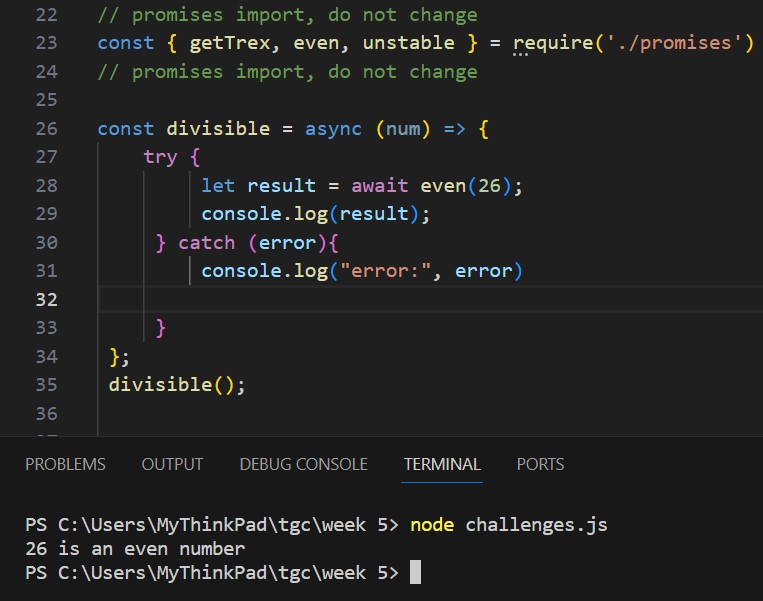 22 // promises import, do not change
23 const { getTrex, even, unstable } = require('./promises')
24 // promises import, do not change
25
26 const divisible = async (num) => {
27 try {
28 let result = await even(26);
29 console.log(result);
30 } catch (error){
31 console.log("error:", error)
32
33 }
34 };
35 divisible();
36
PROBLEMS OUTPUT DEBUG CONSOLE TERMINAL PORTS
PS C:\Users\MyThinkPad\tgc\week 5> node challenges.js
26 is an even number
PS C:\Users\MyThinkPad\tgc\week 5>